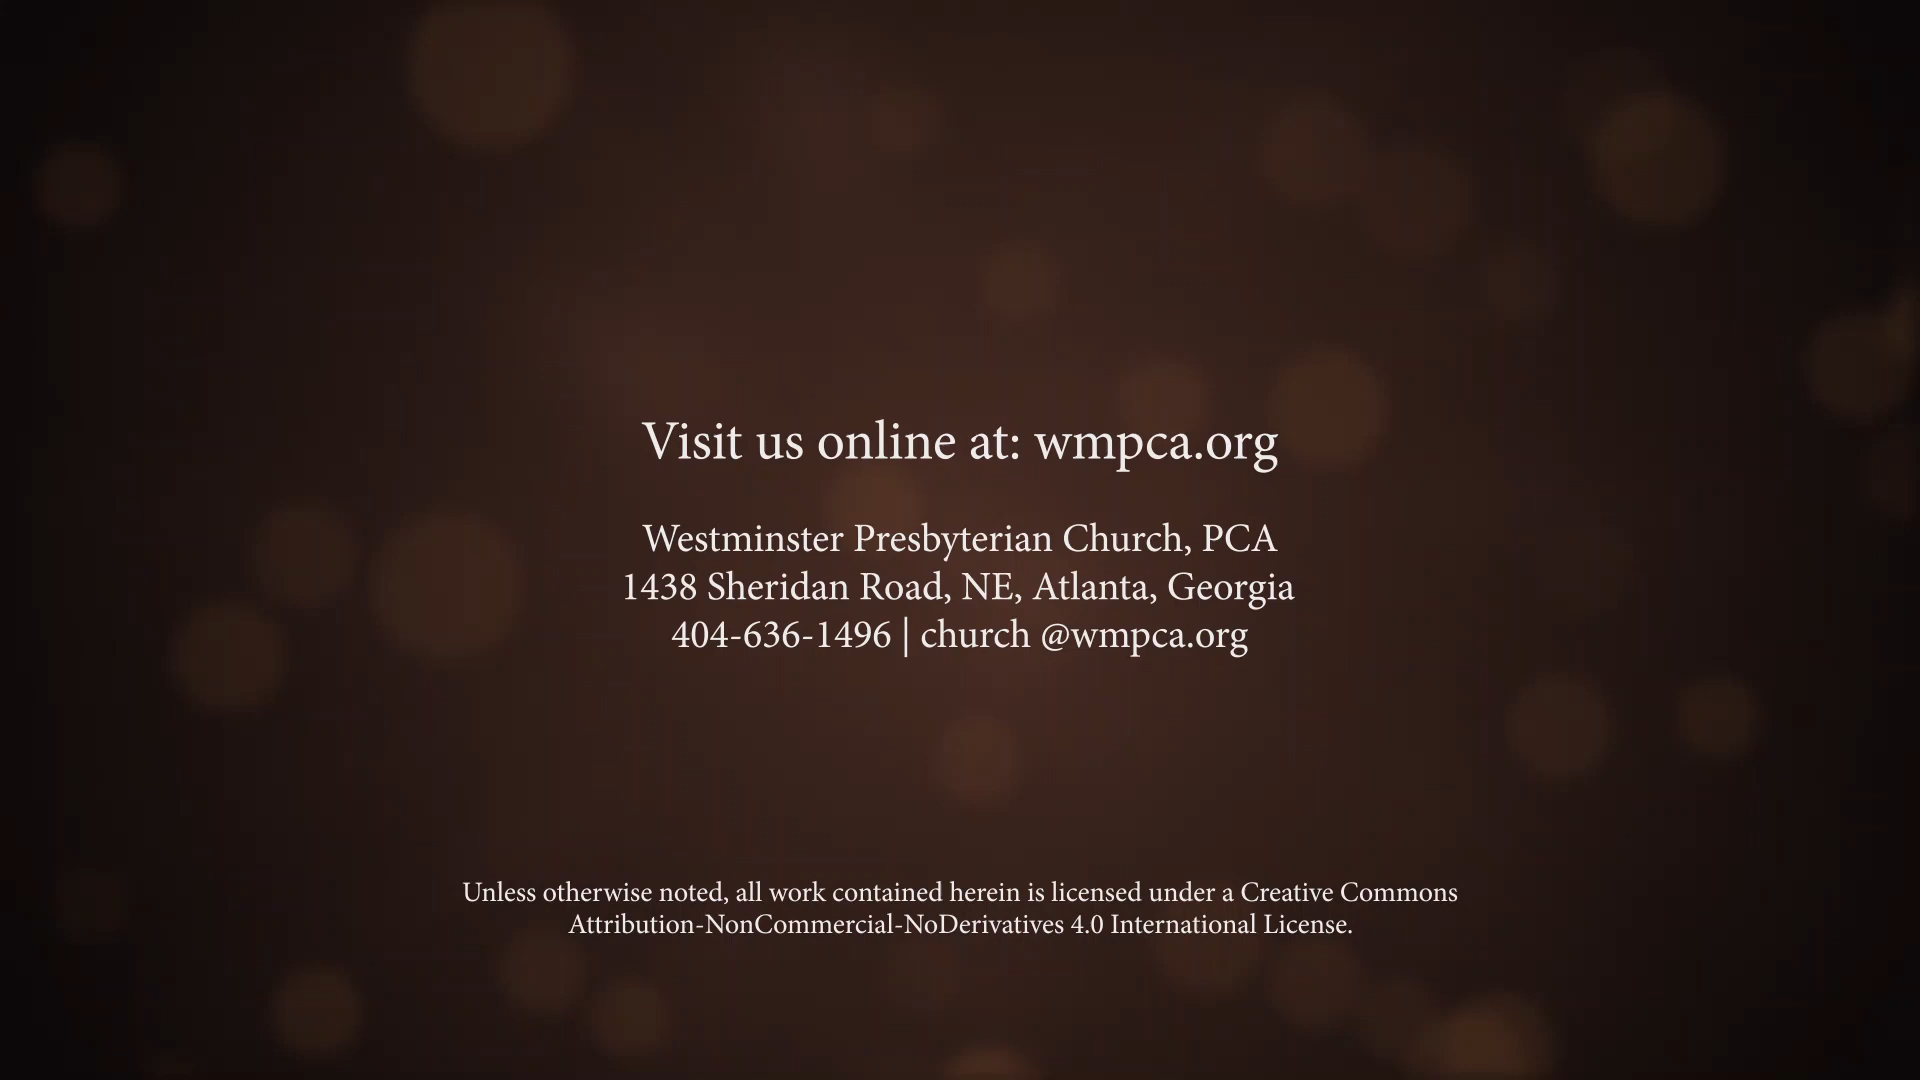 Visit us online at: wmpca.org
Westminster Presbyterian Church, PCA
1438 Sheridan Road, NE, Atlanta, Georgia
404-636-1496 | church @wmpca.org
Unless otherwise noted, all work contained herein is licensed under a Creative Commons
Attribution-NonCommercial-NoDerivatives 4.0 International License.